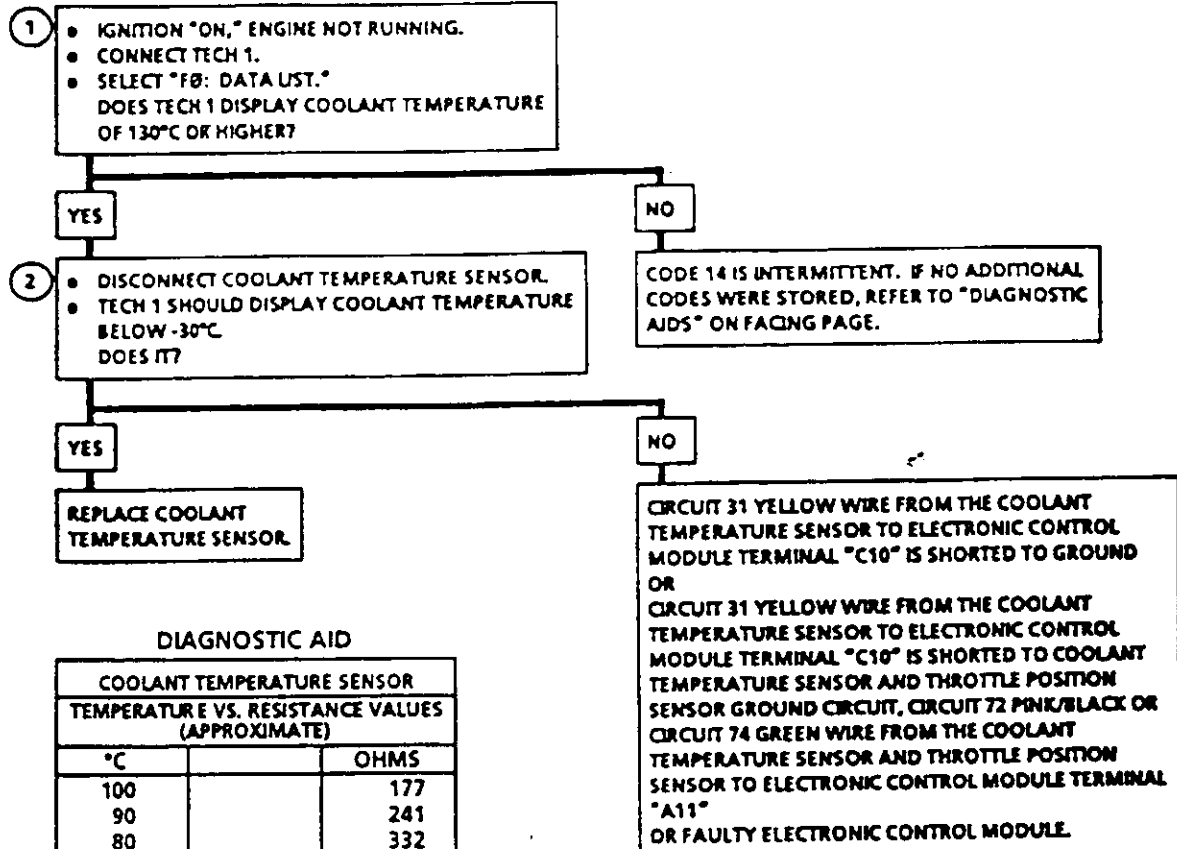 1
• IGNITION "ON," ENGINE NOT RUNNING.
• CONNECT TECH 1.
• SELECT "FØ: DATA LIST."
DOES TECH 1 DISPLAY COOLANT TEMPERATURE
OF 130°C OR HIGHER?
YES
NO
2
• DISCONNECT COOLANT TEMPERATURE SENSOR.
• TECH 1 SHOULD DISPLAY COOLANT TEMPERATURE
BELOW -30°C.
DOES IT?
CODE 14 IS INTERMITTENT. IF NO ADDITIONAL
CODES WERE STORED, REFER TO "DIAGNOSTIC
AIDS" ON FACING PAGE.
YES
NO
REPLACE COOLANT
TEMPERATURE SENSOR.
CIRCUIT 31 YELLOW WIRE FROM THE COOLANT
TEMPERATURE SENSOR TO ELECTRONIC CONTROL
MODULE TERMINAL "C10" IS SHORTED TO GROUND
OR
CIRCUIT 31 YELLOW WIRE FROM THE COOLANT
TEMPERATURE SENSOR TO ELECTRONIC CONTROL
MODULE TERMINAL "C10" IS SHORTED TO COOLANT
TEMPERATURE SENSOR AND THROTTLE POSITION
SENSOR GROUND CIRCUIT, CIRCUIT 72 PINK/BLACK OR
CIRCUIT 74 GREEN WIRE FROM THE COOLANT
TEMPERATURE SENSOR AND THROTTLE POSITION
SENSOR TO ELECTRONIC CONTROL MODULE TERMINAL
"A11"
OR FAULTY ELECTRONIC CONTROL MODULE.
DIAGNOSTIC AID
COOLANT TEMPERATURE SENSOR
TEMPERATURE VS. RESISTANCE VALUES
(APPROXIMATE)
°C OHMS
100 177
90 241
80 332